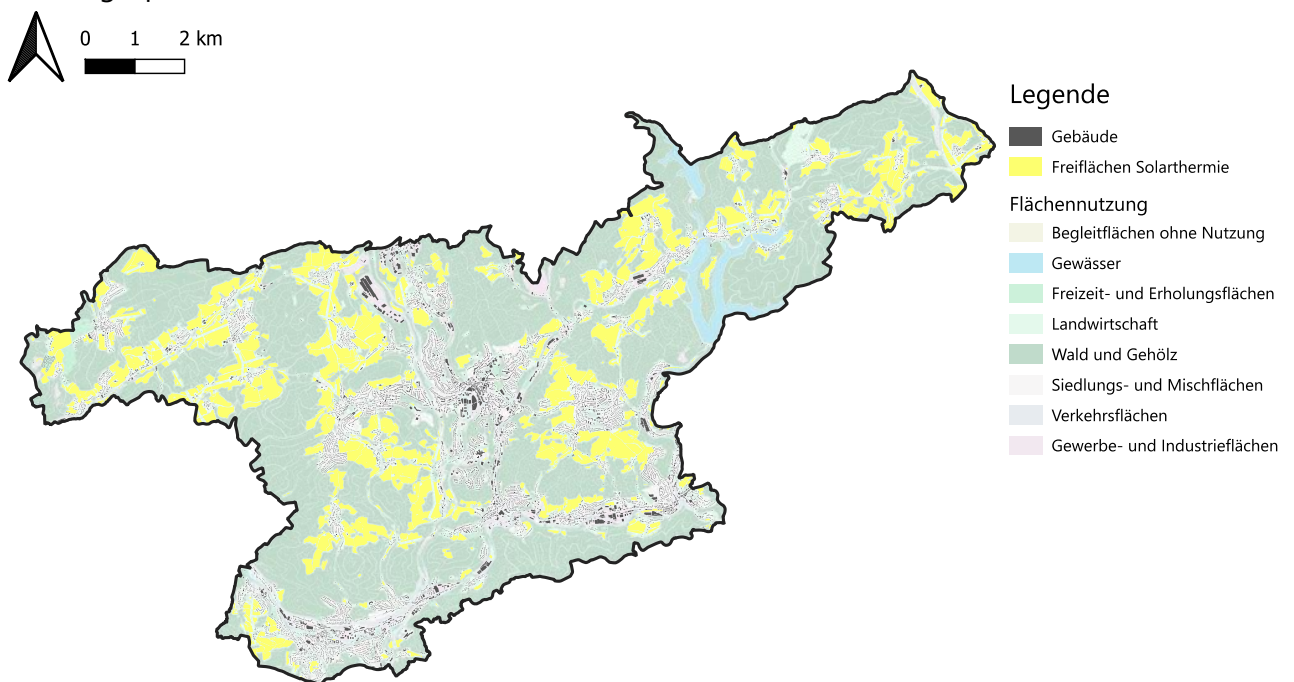 0 1 2 km
Legende
Gebäude
Freiflächen Solarthermie
Flächennutzung
Begleitflächen ohne Nutzung
Gewässer
Freizeit- und Erholungsflächen
Landwirtschaft
Wald und Gehölz
Siedlungs- und Mischflächen
Verkehrsflächen
Gewerbe- und Industrieflächen